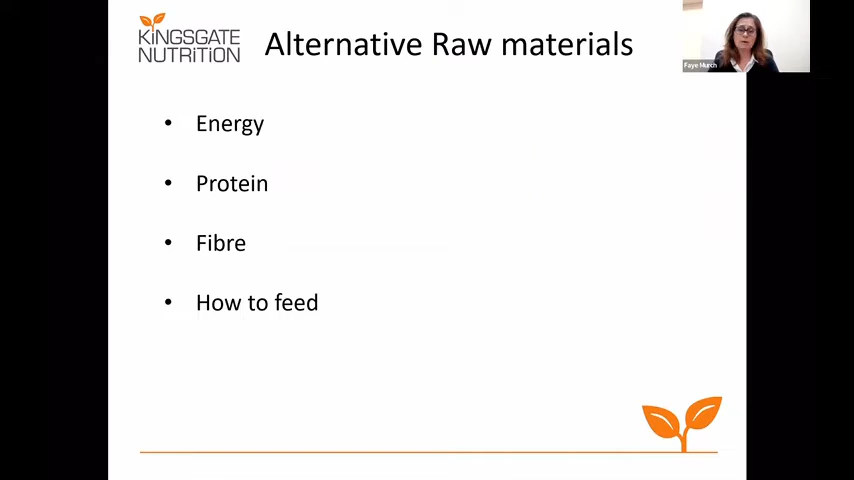 KINGSGATE
NUTRITION
Alternative Raw materials
Faye Murch
• Energy
• Protein
• Fibre
• How to feed